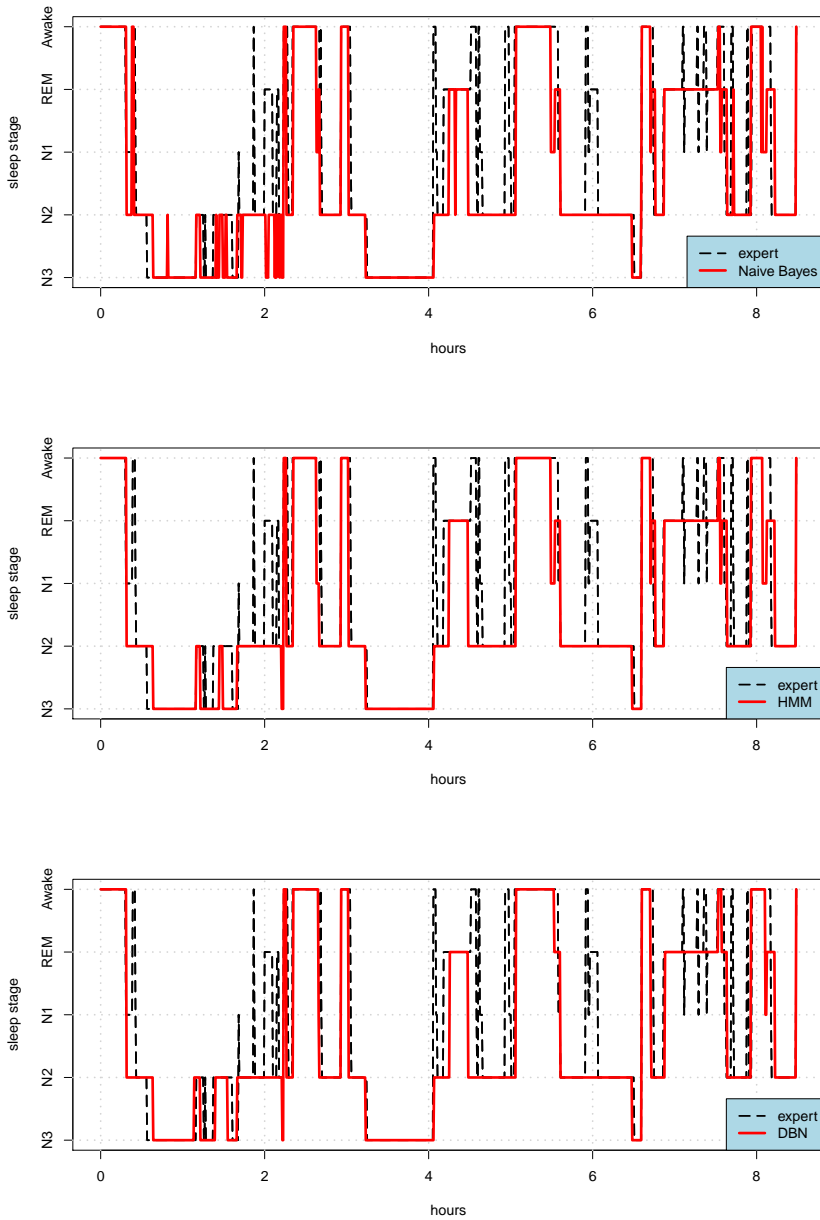 Awake
REM
N1
N2
N3
sleep stage
expert
Naive Bayes
0 2 4 6 8
hours
Awake
REM
N1
N2
N3
sleep stage
expert
HMM
0 2 4 6 8
hours
Awake
REM
N1
N2
N3
sleep stage
expert
DBN
0 2 4 6 8
hours